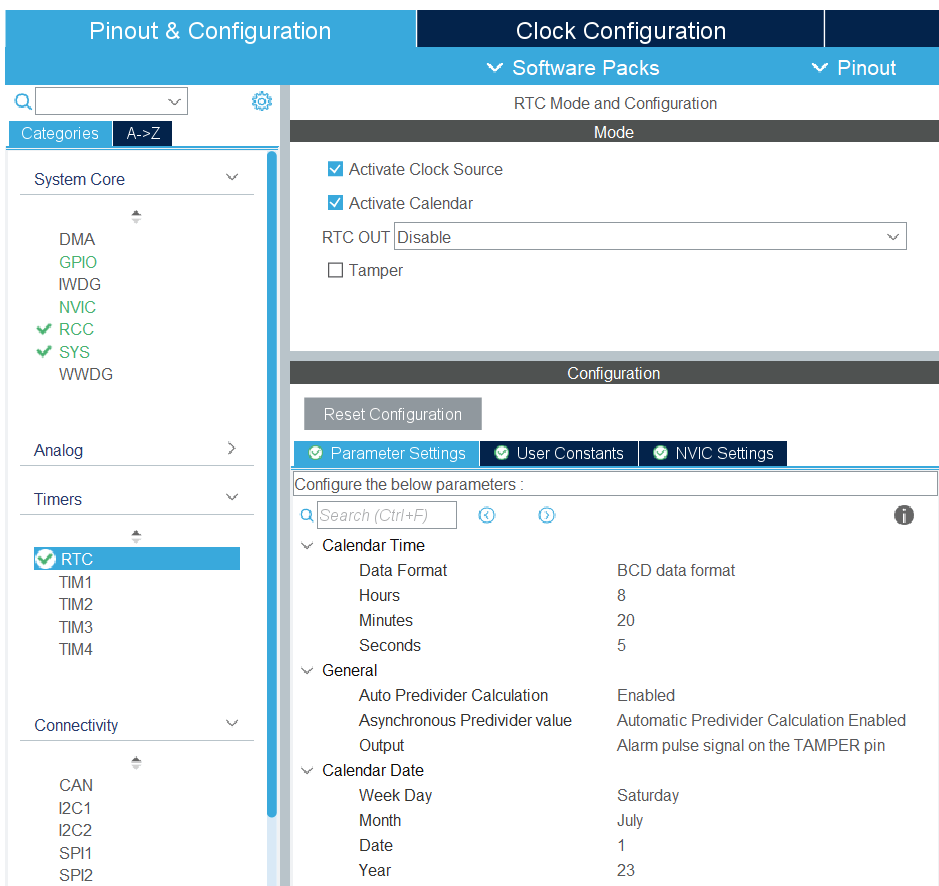 Pinout & Configuration
Clock Configuration
Software Packs
Pinout
Categories
A->Z
System Core
DMA
GPIO
IWDG
NVIC
RCC
SYS
WWDG
Analog
Timers
RTC
TIM1
TIM2
TIM3
TIM4
Connectivity
CAN
I2C1
I2C2
SPI1
SPI2
RTC Mode and Configuration
Mode
Activate Clock Source
Activate Calendar
RTC OUT Disable
Tamper
Configuration
Reset Configuration
Parameter Settings
User Constants
NVIC Settings
Configure the below parameters :
Search (Ctrl+F)
Calendar Time
Data Format BCD data format
Hours 8
Minutes 20
Seconds 5
General
Auto Predivider Calculation Enabled
Asynchronous Predivider value Automatic Predivider Calculation Enabled
Output Alarm pulse signal on the TAMPER pin
Calendar Date
Week Day Saturday
Month July
Date 1
Year 23